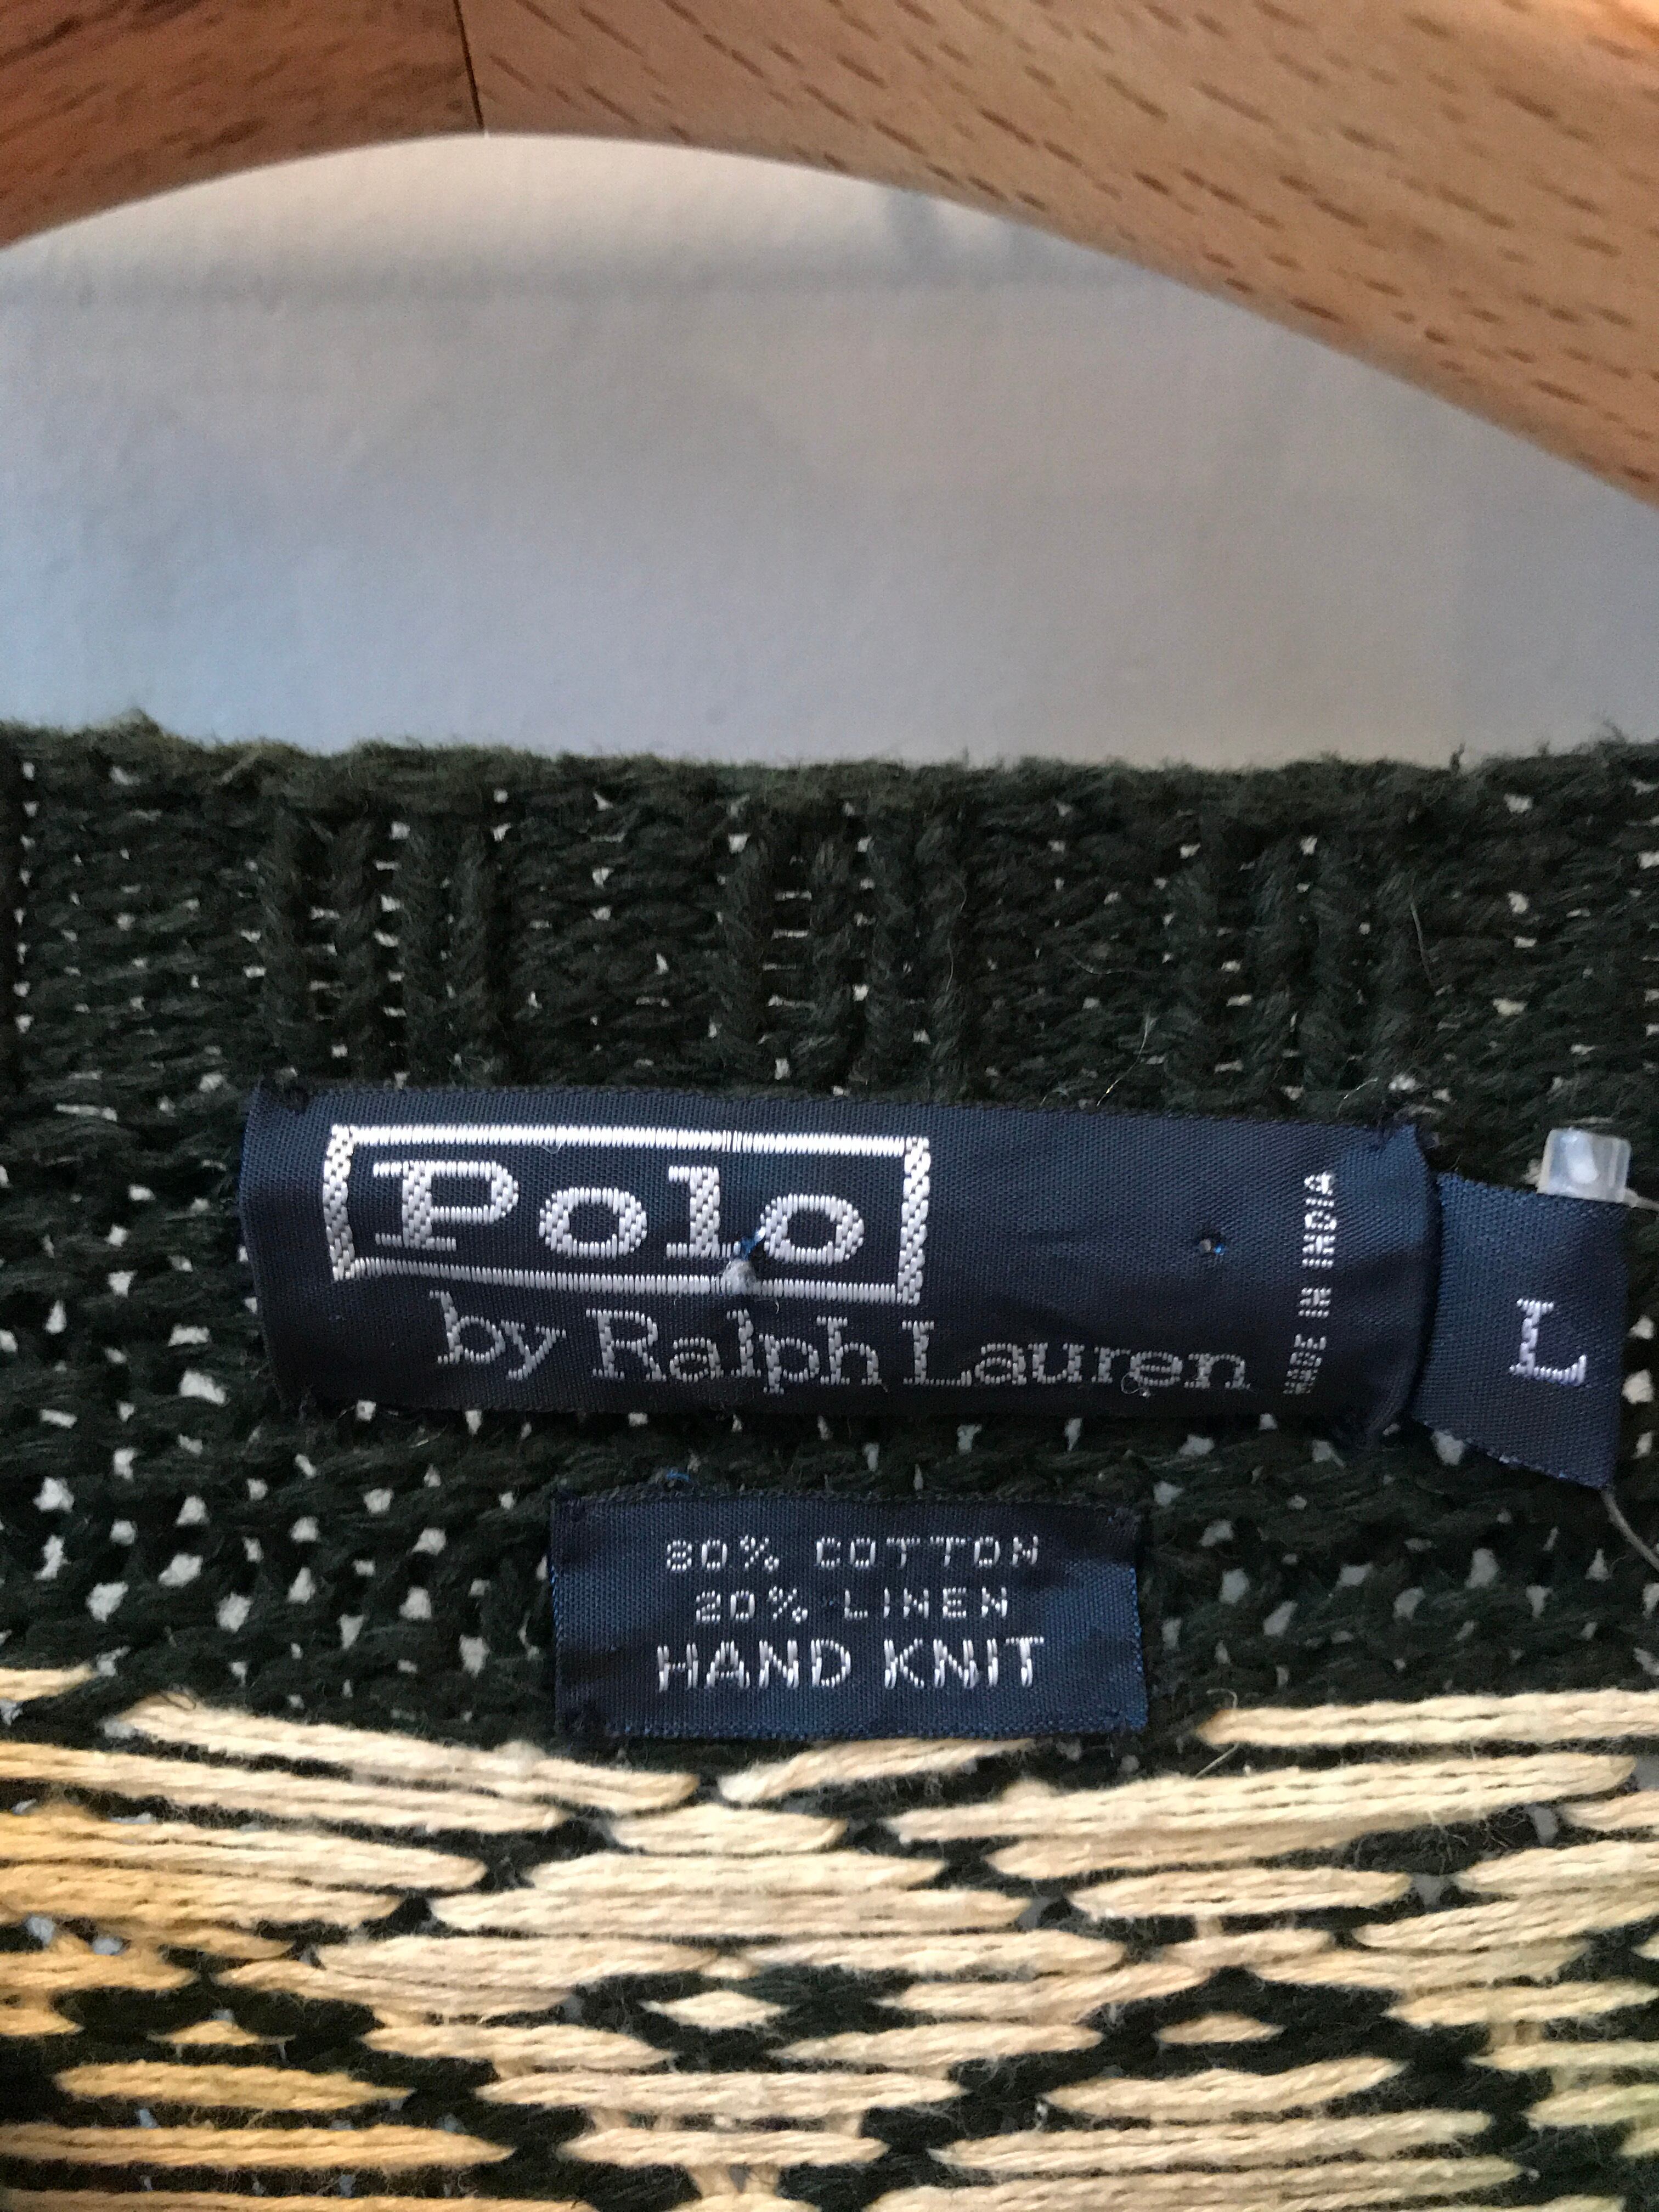 Polo
by Ralph Lauren
MADE IN INDIA
L
80% COTTON
20% LINEN
HAND KNIT